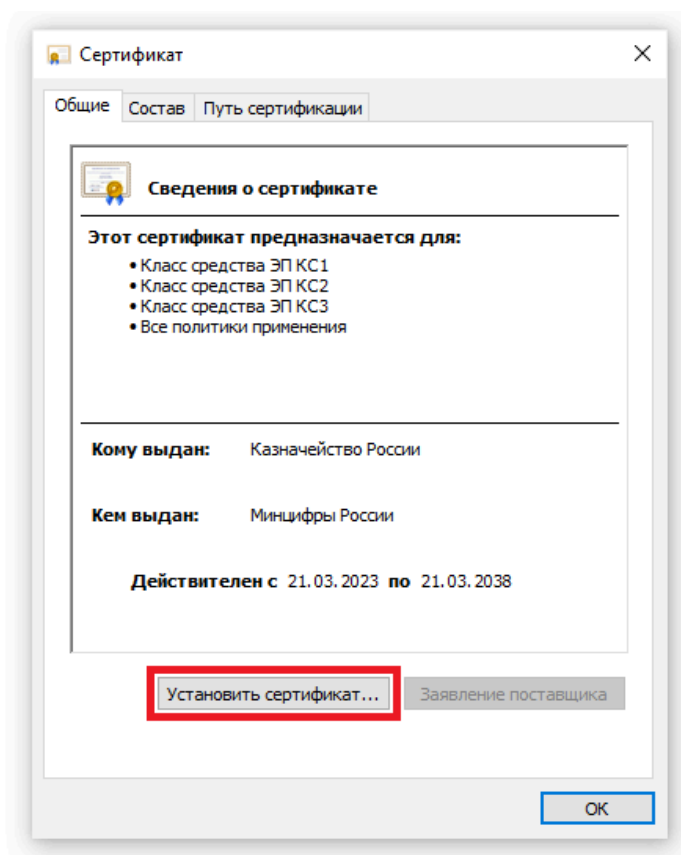 Сертификат
Общие Состав Путь сертификации
Сведения о сертификате
Этот сертификат предназначается для:
• Класс средства ЭП КС1
• Класс средства ЭП КС2
• Класс средства ЭП КС3
• Все политики применения
Кому выдан: Казначейство России
Кем выдан: Минцифры России
Действителен с 21.03.2023 по 21.03.2038
Установить сертификат... Заявление поставщика
ОК